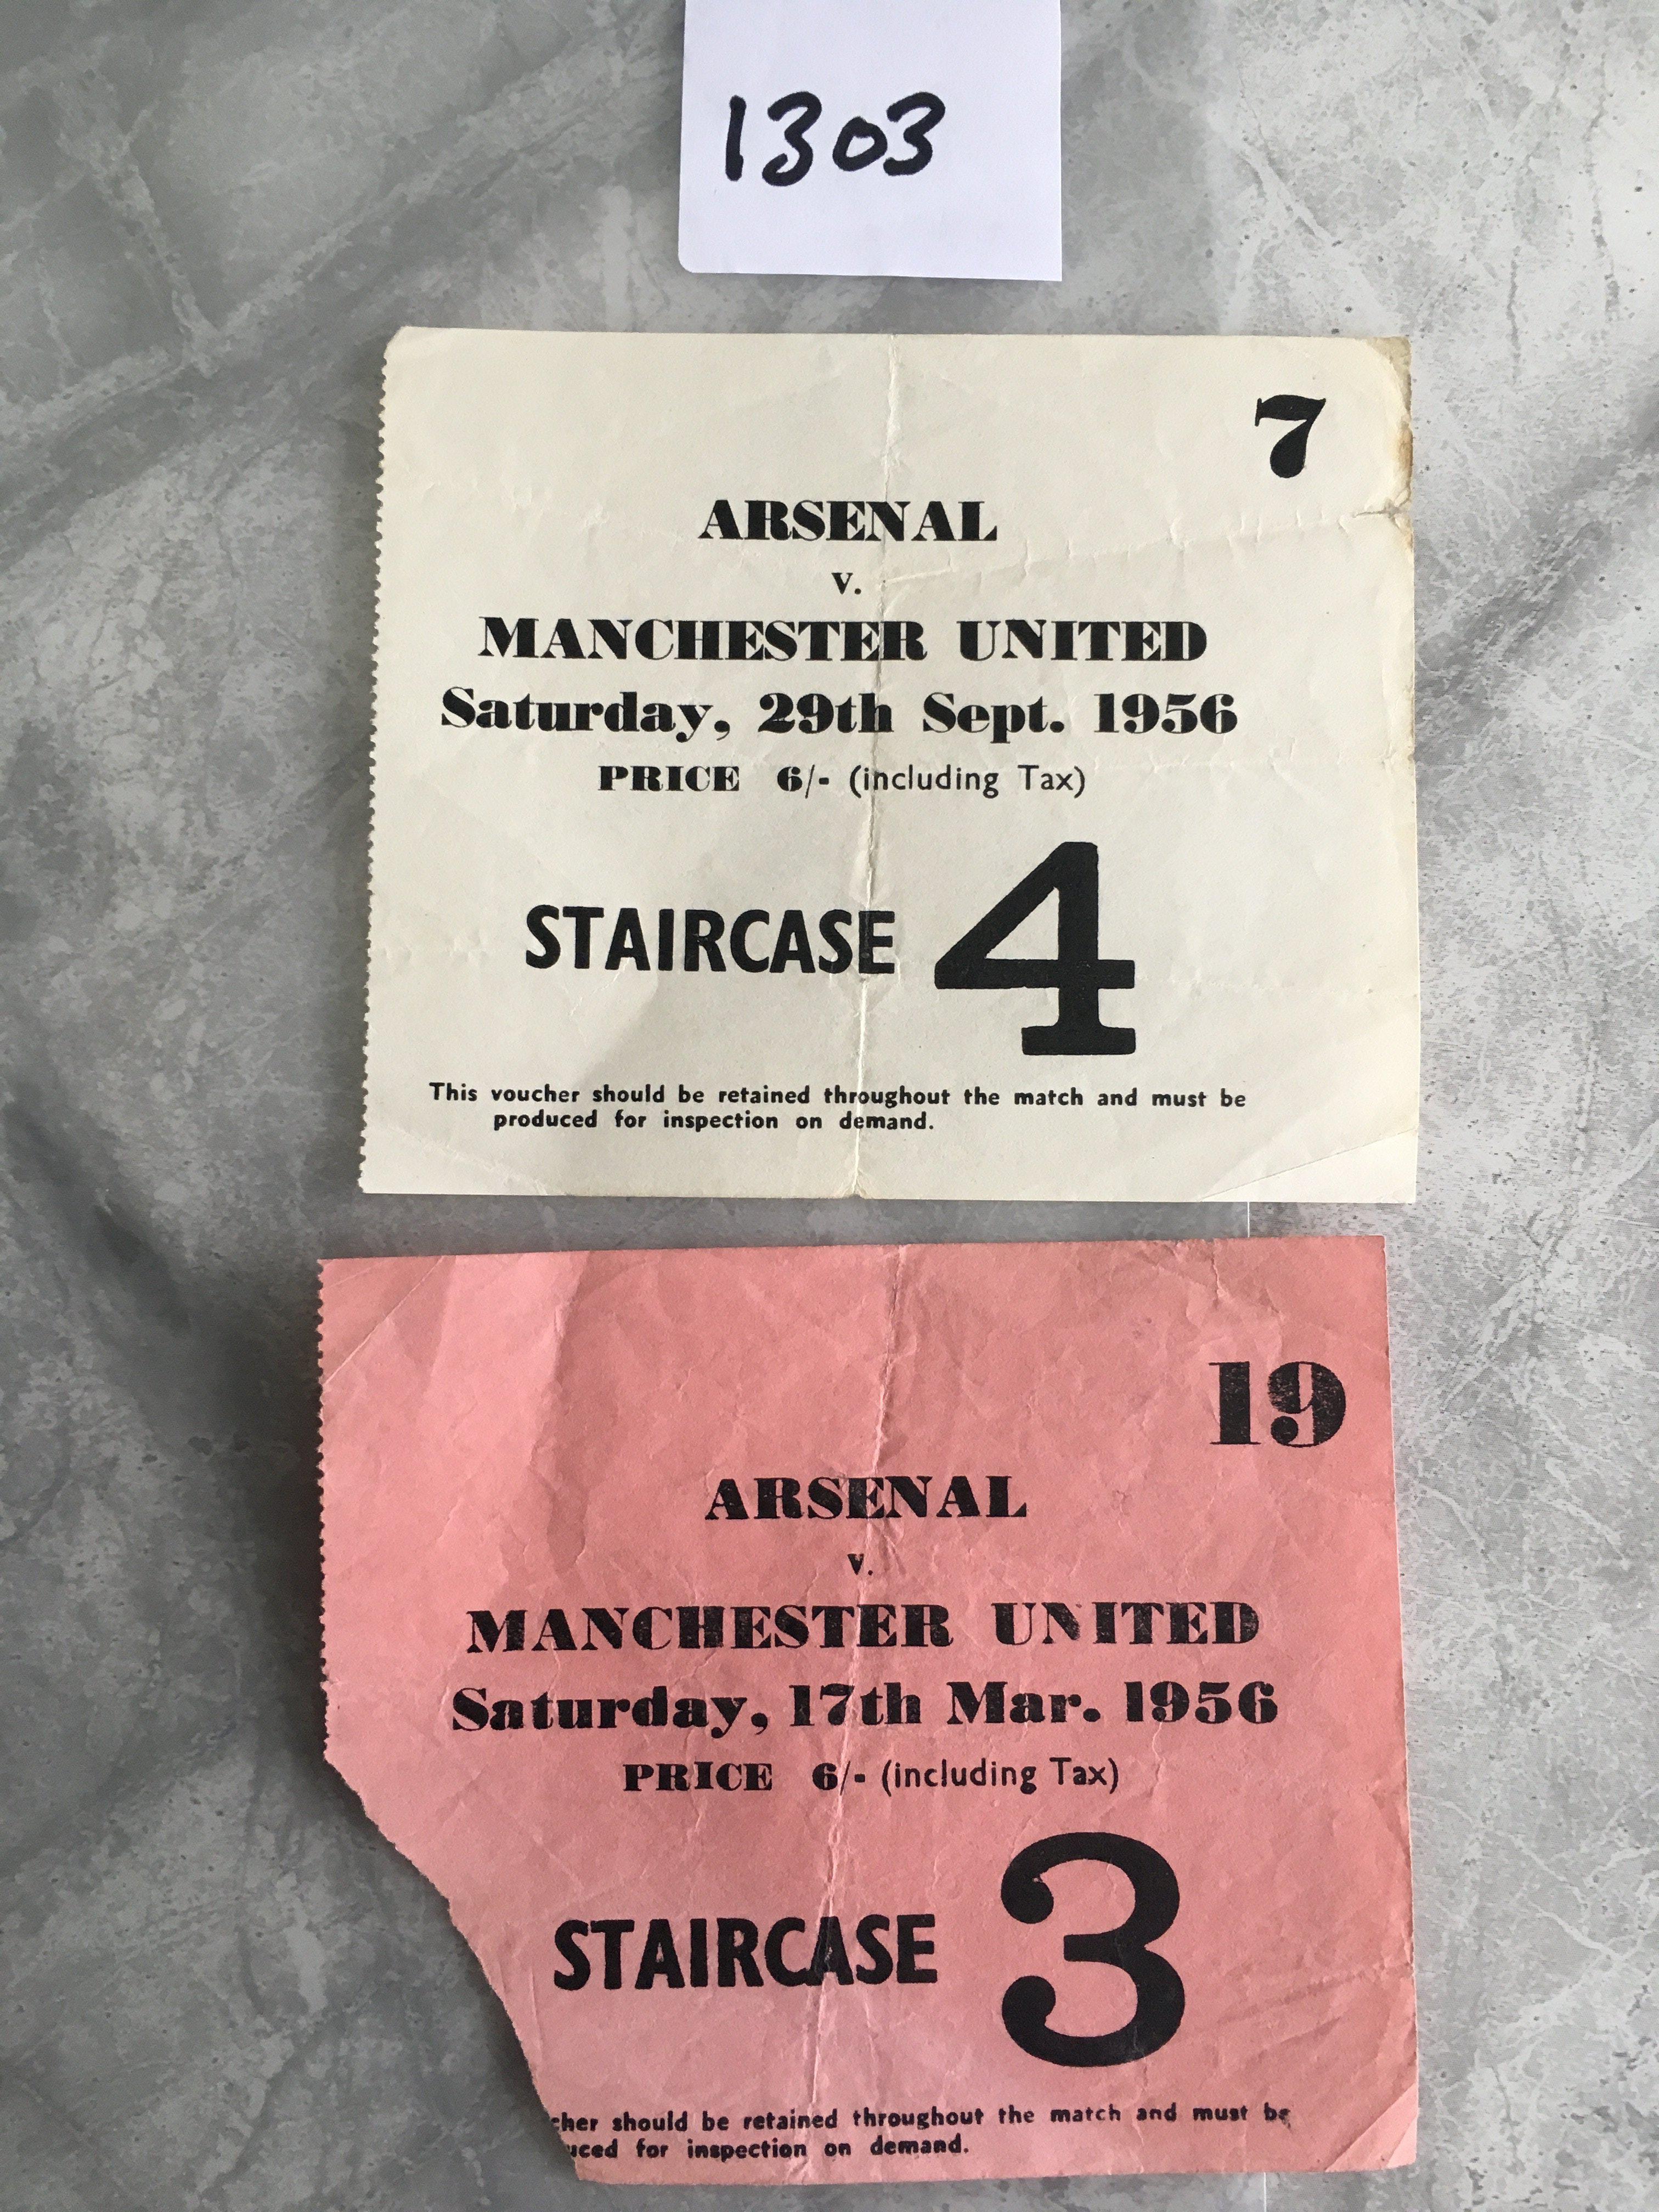 1303
7
ARSENAL
v.
MANCHESTER UNITED
Saturday, 29th Sept. 1956
PRICE 6/- (including Tax)
STAIRCASE 4
This voucher should be retained throughout the match and must be
produced for inspection on demand.
19
ARSENAL
v.
MANCHESTER UNITED
Saturday, 17th Mar. 1956
PRICE 6/- (including Tax)
STAIRCASE 3
cher should be retained throughout the match and must be
uced for inspection on demand.